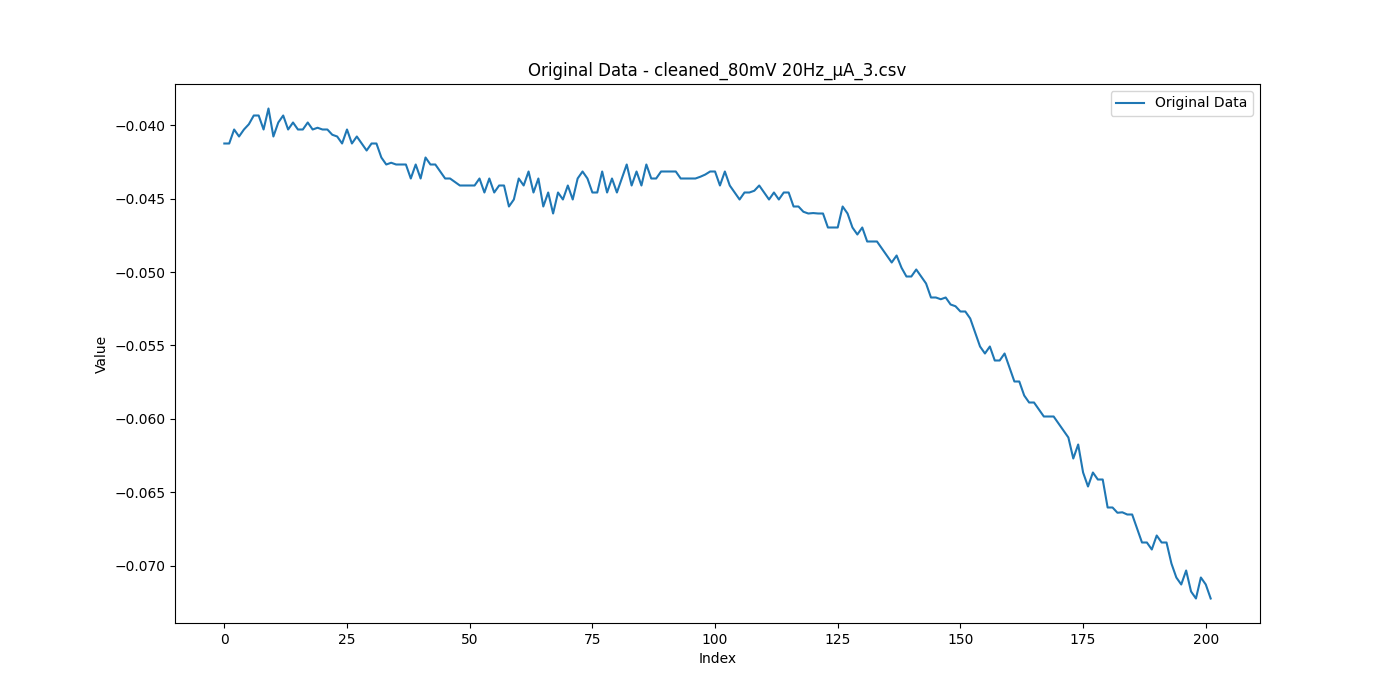 Original Data - cleaned_80mV 20Hz_µA_3.csv
Original Data
−0.040
−0.045
−0.050
−0.055
−0.060
−0.065
−0.070
Value
0 25 50 75 100 125 150 175 200
Index